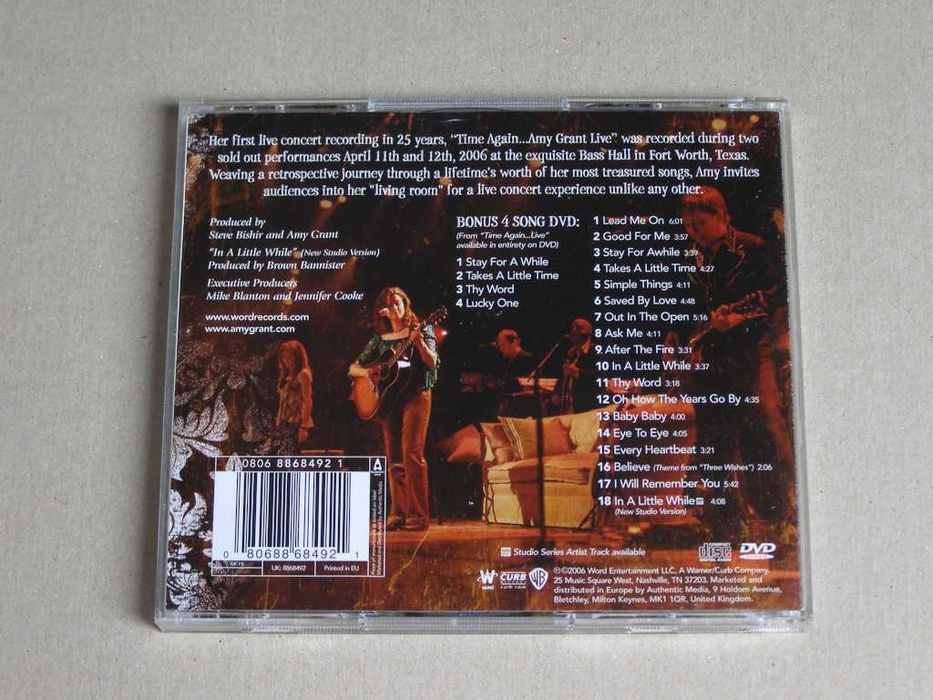 Her first live concert recording in 25 years, "Time Again...Amy Grant Live" was recorded during two
sold out performances April 11th and 12th, 2006 at the exquisite Bass Hall in Fort Worth, Texas.
Weaving a retrospective journey through a lifetime's worth of her most treasured songs, Amy invites
audiences into her "living room" for a live concert experience unlike any other.
Produced by
Steve Bishir and Amy Grant
"In A Little While" (New Studio Version)
Produced by Brown Bannister
Executive Producers
Mike Blanton and Jennifer Cooke
www.wordrecords.com
www.amygrant.com
BONUS 4 SONG DVD:
(From "Time Again...Live"
available in entirety on DVD)
1 Stay For A While
2 Takes A Little Time
3 Thy Word
4 Lucky One
1 Lead Me On 6:01
2 Good For Me 3:57
3 Stay For Awhile 3:39
4 Takes A Little Time 4:27
5 Simple Things 4:11
6 Saved By Love 4:48
7 Out In The Open 5:16
8 Ask Me 4:11
9 After The Fire 3:31
10 In A Little While 3:37
11 Thy Word 3:18
12 Oh How The Years Go By 4:35
13 Baby Baby 4:00
14 Eye To Eye 4:05
15 Every Heartbeat 3:21
16 Believe (Theme from "Three Wishes") 2:06
17 I Will Remember You 5:42
18 In A Little While 4:08
(New Studio Version)
0806 8868492 1
0 80688 68492 1
MCPS
UK: 8868492
Printed in EU
Studio Series Artist Track available
COMPACT
disc
DIGITAL AUDIO
DVD
VIDEO
WORD
CURB
WB
℗©2006 Word Entertainment LLC, A Warner/Curb Company,
25 Music Square West, Nashville, TN 37203. Marketed and
distributed in Europe by Authentic Media, 9 Holdom Avenue,
Bletchley, Milton Keynes, MK1 1QR, United Kingdom.